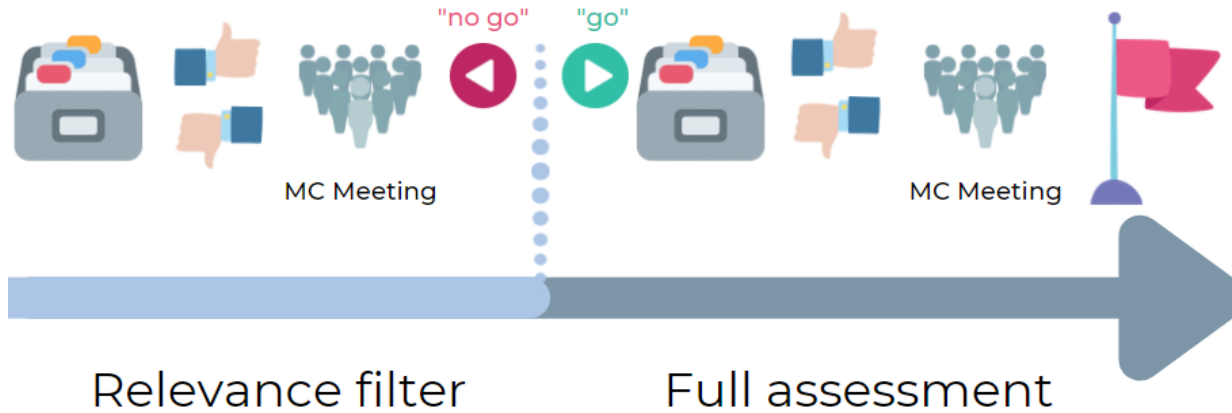 "no go" "go"
MC Meeting MC Meeting
Relevance filter Full assessment